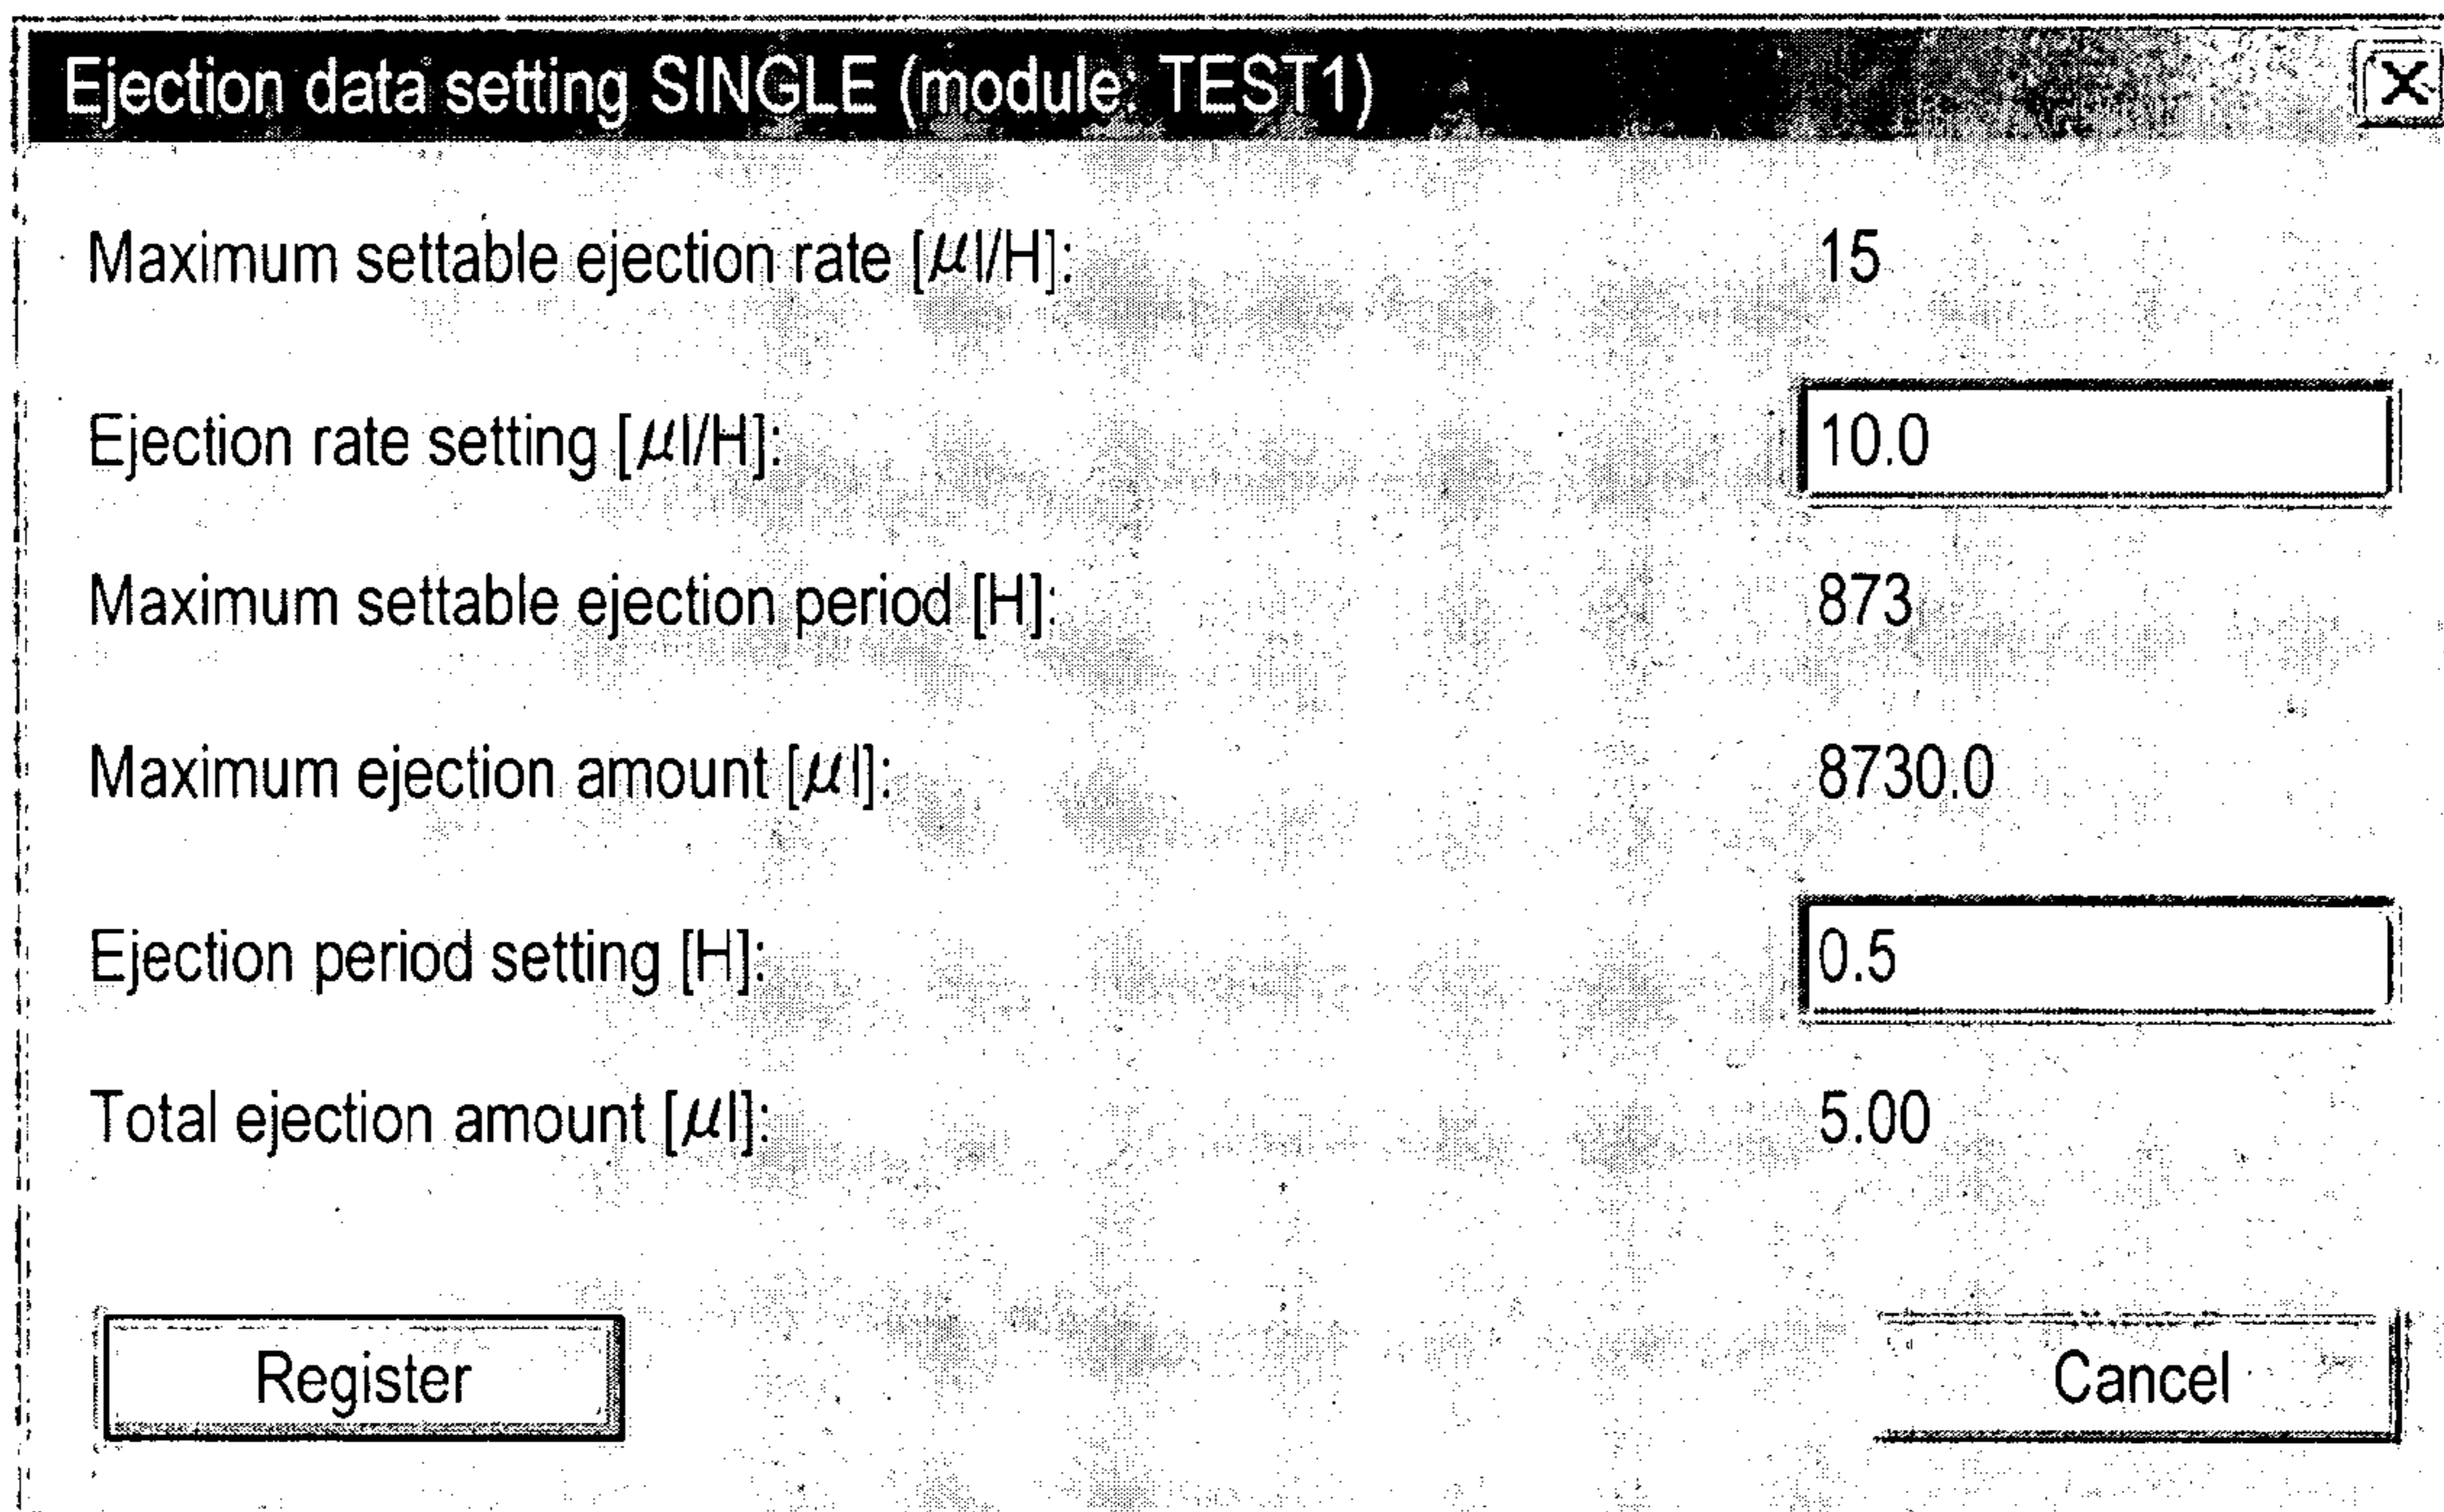 Ejection data setting SINGLE (module: TEST1) X
Maximum settable ejection rate [μl/H]: 15
Ejection rate setting [μl/H]: 10.0
Maximum settable ejection period [H]: 873
Maximum ejection amount [μl]: 8730.0
Ejection period setting [H]: 0.5
Total ejection amount [μl]: 5.00
Register Cancel